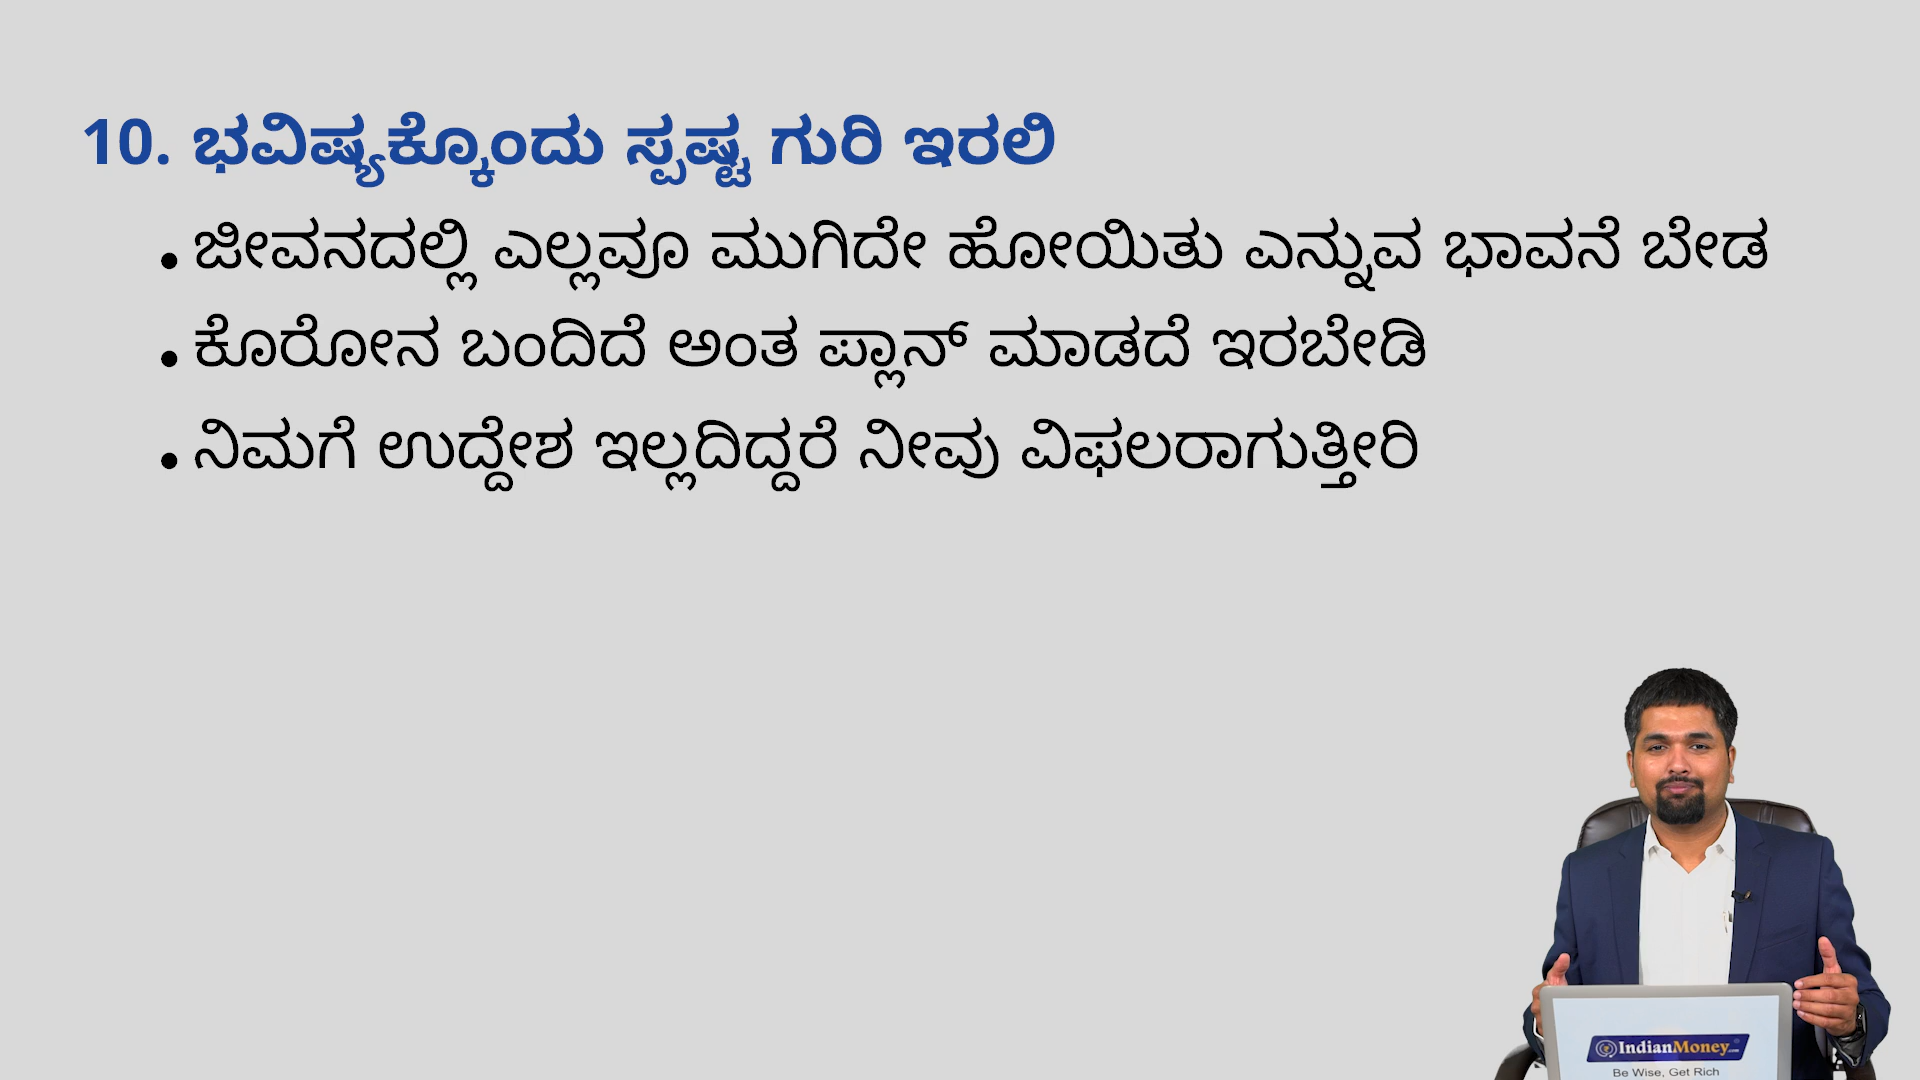 10. ಭವಿಷ್ಯಕ್ಕೊಂದು ಸ್ಪಷ್ಟ ಗುರಿ ಇರಲಿ
• ಜೀವನದಲ್ಲಿ ಎಲ್ಲವೂ ಮುಗಿದೇ ಹೋಯಿತು ಎನ್ನುವ ಭಾವನೆ ಬೇಡ
• ಕೊರೋನ ಬಂದಿದೆ ಅಂತ ಪ್ಲಾನ್ ಮಾಡದೆ ಇರಬೇಡಿ
• ನಿಮಗೆ ಉದ್ದೇಶ ಇಲ್ಲದಿದ್ದರೆ ನೀವು ವಿಫಲರಾಗುತ್ತೀರಿ
IndianMoney.com
Be Wise, Get Rich